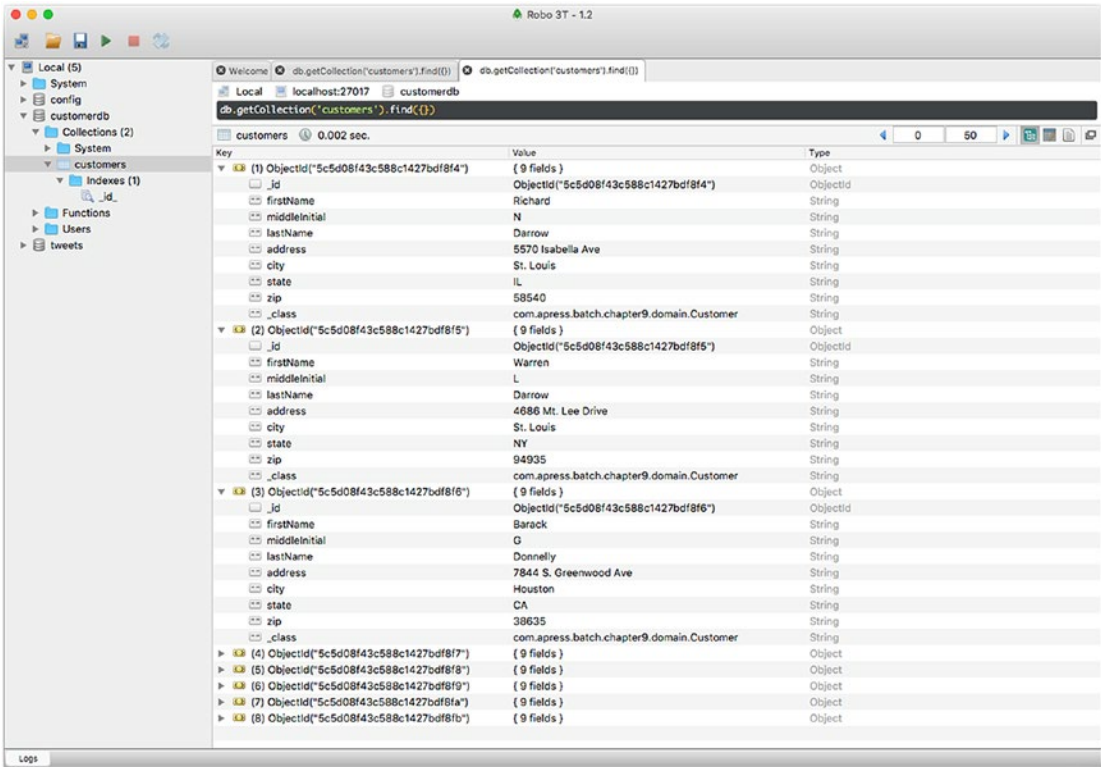 Robo 3T - 1.2
Local (5)
System
config
customerdb
Collections (2)
System
customers
Indexes (1)
_id_
Functions
Users
tweets
Welcome db.getCollection('customers').find({}) db.getCollection('customers').find({})
Local localhost:27017 customerdb
db.getCollection('customers').find({})
customers 0.002 sec. 0 50
Key Value Type
(1) ObjectId("5c5d08f43c588c1427bdf8f4") { 9 fields } Object
_id ObjectId("5c5d08f43c588c1427bdf8f4") ObjectId
firstName Richard String
middleInitial N String
lastName Darrow String
address 5570 Isabella Ave String
city St. Louis String
state IL String
zip 58540 String
_class com.apress.batch.chapter9.domain.Customer String
(2) ObjectId("5c5d08f43c588c1427bdf8f5") { 9 fields } Object
_id ObjectId("5c5d08f43c588c1427bdf8f5") ObjectId
firstName Warren String
middleInitial L String
lastName Darrow String
address 4686 Mt. Lee Drive String
city St. Louis String
state NY String
zip 94935 String
_class com.apress.batch.chapter9.domain.Customer String
(3) ObjectId("5c5d08f43c588c1427bdf8f6") { 9 fields } Object
_id ObjectId("5c5d08f43c588c1427bdf8f6") ObjectId
firstName Barack String
middleInitial G String
lastName Donnelly String
address 7844 S. Greenwood Ave String
city Houston String
state CA String
zip 38635 String
_class com.apress.batch.chapter9.domain.Customer String
(4) ObjectId("5c5d08f43c588c1427bdf8f7") { 9 fields } Object
(5) ObjectId("5c5d08f43c588c1427bdf8f8") { 9 fields } Object
(6) ObjectId("5c5d08f43c588c1427bdf8f9") { 9 fields } Object
(7) ObjectId("5c5d08f43c588c1427bdf8fa") { 9 fields } Object
(8) ObjectId("5c5d08f43c588c1427bdf8fb") { 9 fields } Object
Logs